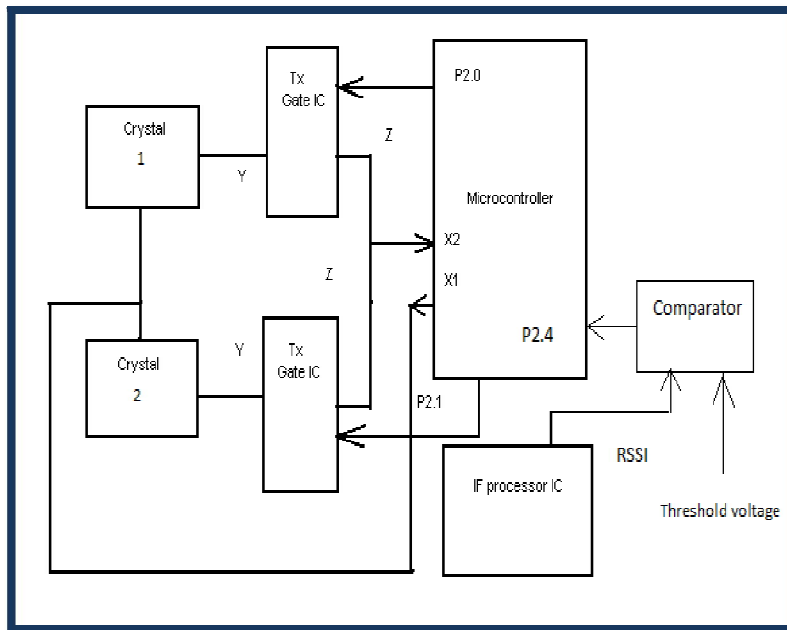 Tx
Gate IC
P2.0
Crystal
1
Z
Y
Microcontroller
X2
Z
X1
Comparator
P2.4
Y
Tx
Gate IC
Crystal
2
P2.1
RSSI
IF processor IC
Threshold voltage